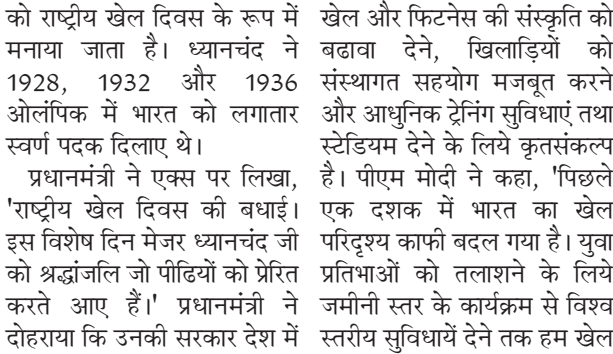 को राष्ट्रीय खेल दिवस के रूप में
मनाया जाता है। ध्यानचंद ने
1928, 1932 और 1936
ओलंपिक में भारत को लगातार
स्वर्ण पदक दिलाए थे।
प्रधानमंत्री ने एक्स पर लिखा,
'राष्ट्रीय खेल दिवस की बधाई।
इस विशेष दिन मेजर ध्यानचंद जी
को श्रद्धांजलि जो पीढियों को प्रेरित
करते आए हैं।' प्रधानमंत्री ने
दोहराया कि उनकी सरकार देश में
खेल और फिटनेस की संस्कृति को
बढावा देने, खिलाड़ियों को
संस्थागत सहयोग मजबूत करने
और आधुनिक ट्रेनिंग सुविधाएं तथा
स्टेडियम देने के लिये कृतसंकल्प
है। पीएम मोदी ने कहा, 'पिछले
एक दशक में भारत का खेल
परिदृश्य काफी बदल गया है। युवा
प्रतिभाओं को तलाशने के लिये
जमीनी स्तर के कार्यक्रम से विश्व
स्तरीय सुविधायें देने तक हम खेल